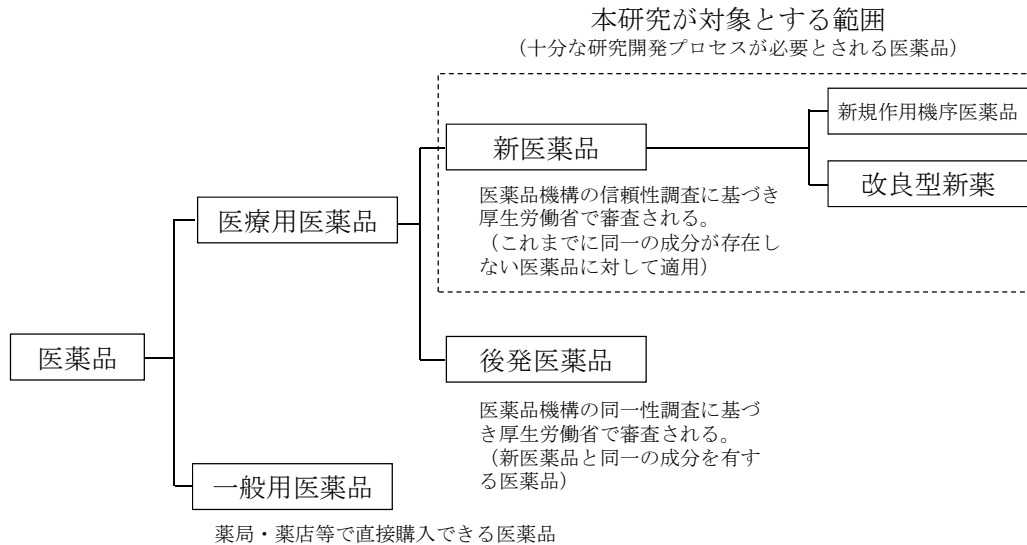 本研究が対象とする範囲
（十分な研究開発プロセスが必要とされる医薬品）
新規作用機序医薬品
新医薬品
改良型新薬
医薬品機構の信頼性調査に基づき
厚生労働省で審査される。
（これまでに同一の成分が存在し
ない医薬品に対して適用）
医療用医薬品
医薬品
後発医薬品
医薬品機構の同一性調査に基づ
き厚生労働省で審査される。
（新医薬品と同一の成分を有す
る医薬品）
一般用医薬品
薬局・薬店等で直接購入できる医薬品